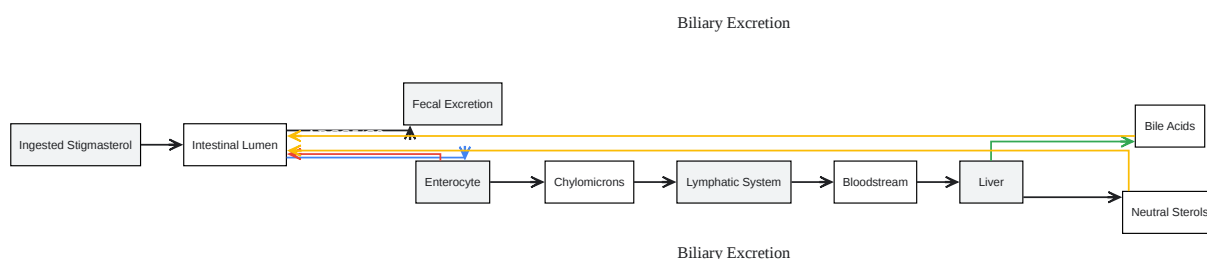 Biliary Excretion
Fecal Excretion
Bile Acids
Ingested Stigmasterol
Intestinal Lumen
Enterocyte
Chylomicrons
Lymphatic System
Bloodstream
Liver
Neutral Sterols
Biliary Excretion